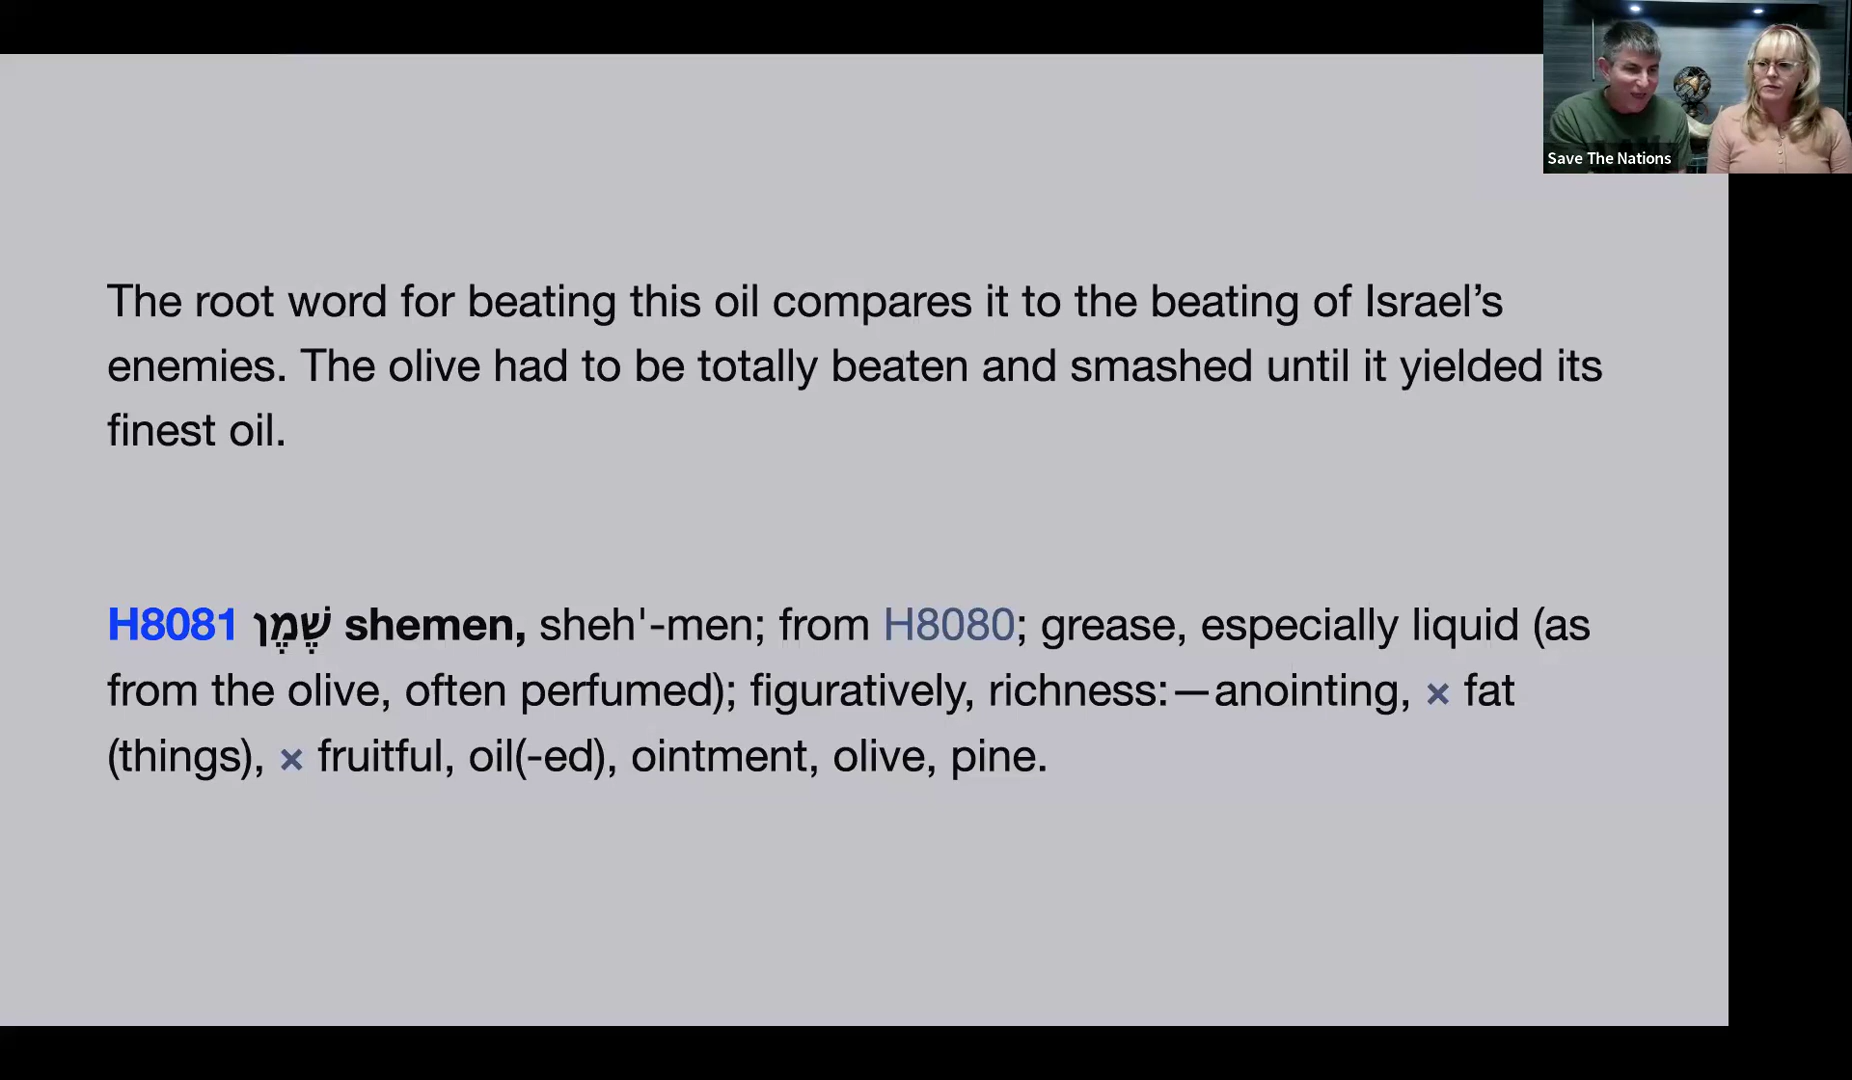 Save The Nations
The root word for beating this oil compares it to the beating of Israel’s
enemies. The olive had to be totally beaten and smashed until it yielded its
finest oil.
H8081 שֶׁמֶן shemen, sheh'-men; from H8080; grease, especially liquid (as
from the olive, often perfumed); figuratively, richness:—anointing, × fat
(things), × fruitful, oil(-ed), ointment, olive, pine.